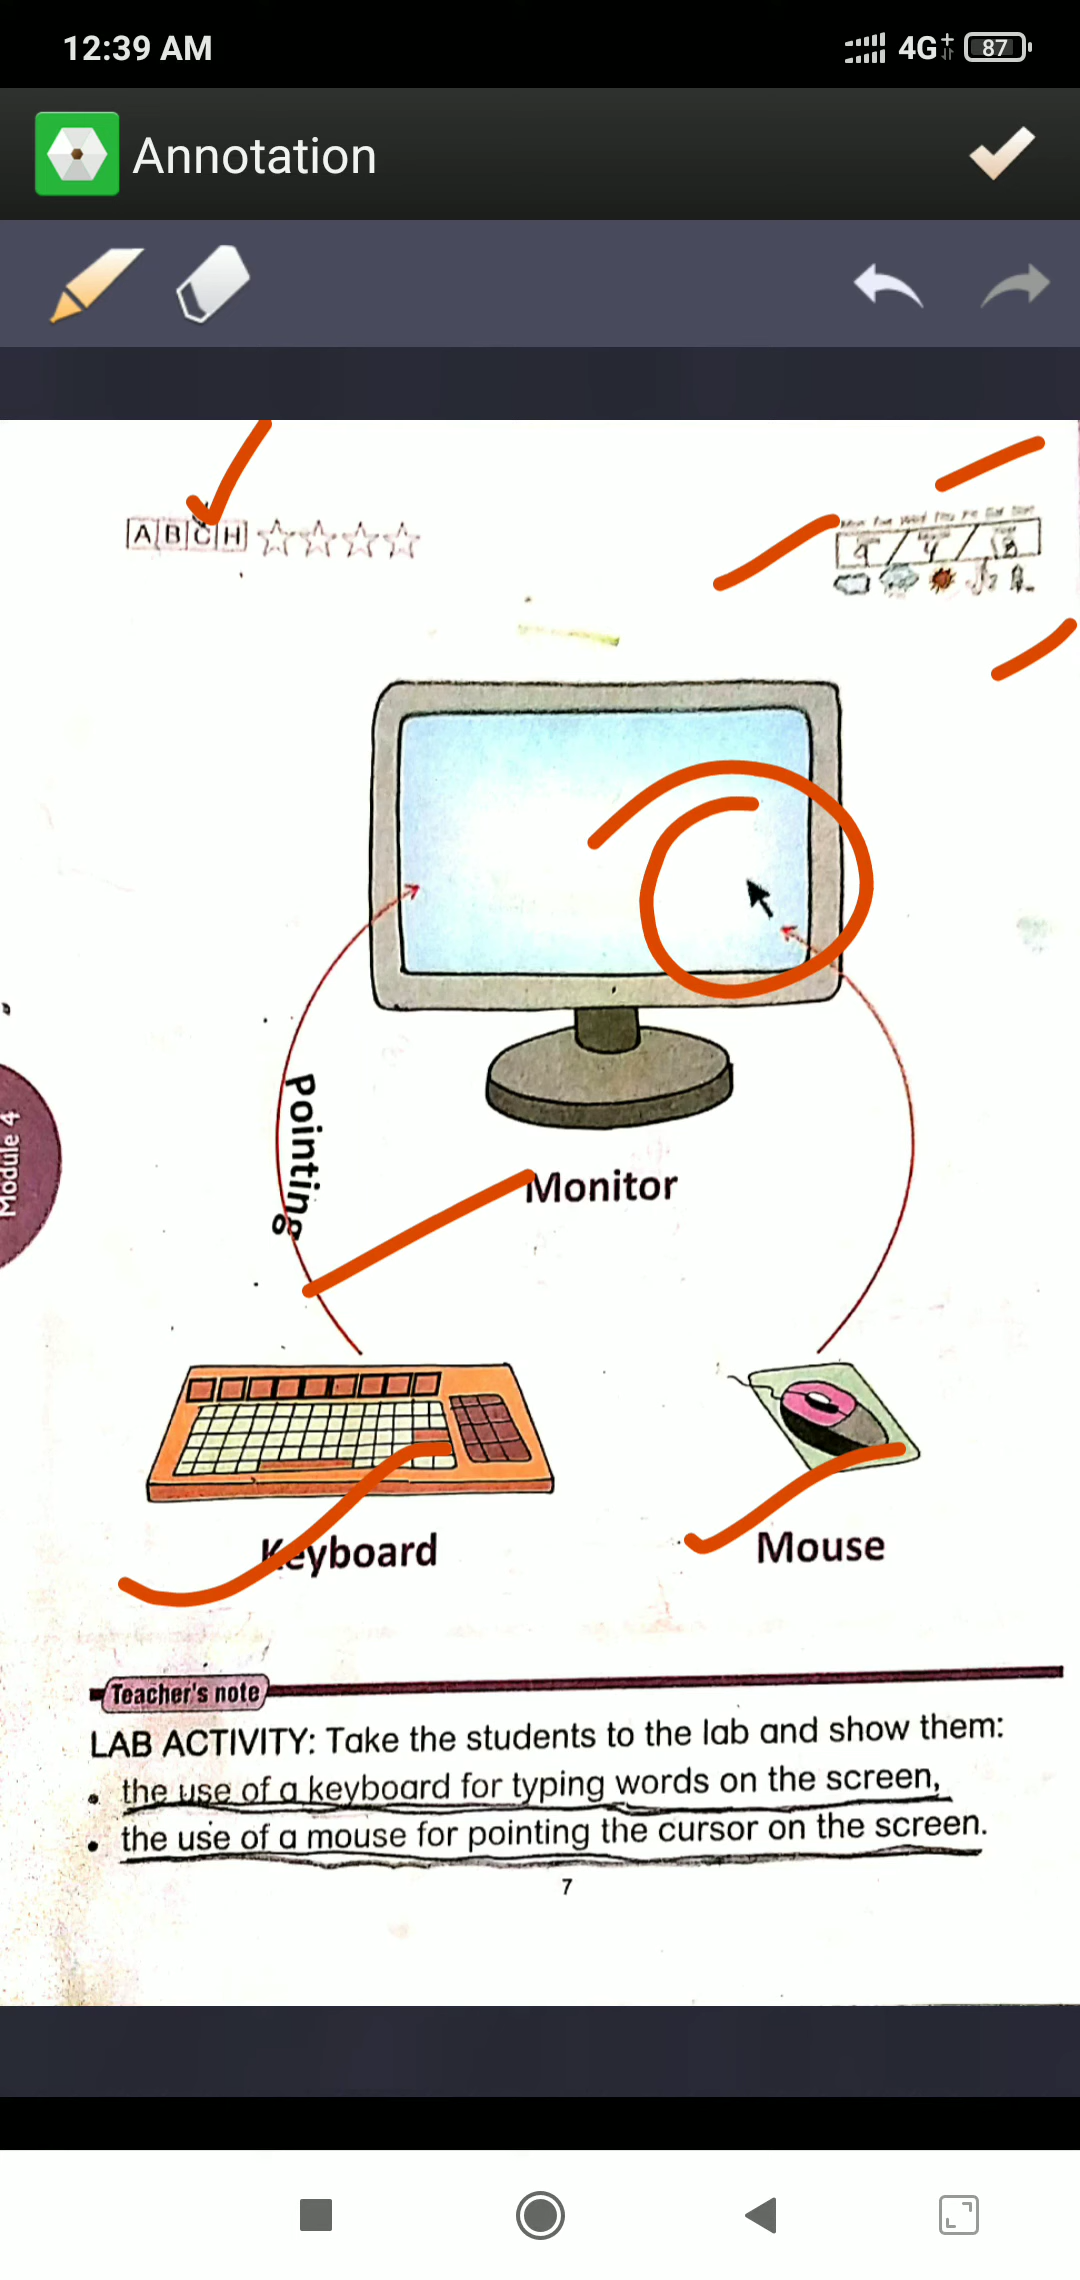 12:39 AM 4G+ 87
Annotation
A B C H
Pointing
Monitor
Module 4
Keyboard
Mouse
Teacher's note
LAB ACTIVITY: Take the students to the lab and show them:
• the use of a keyboard for typing words on the screen,
• the use of a mouse for pointing the cursor on the screen.
7